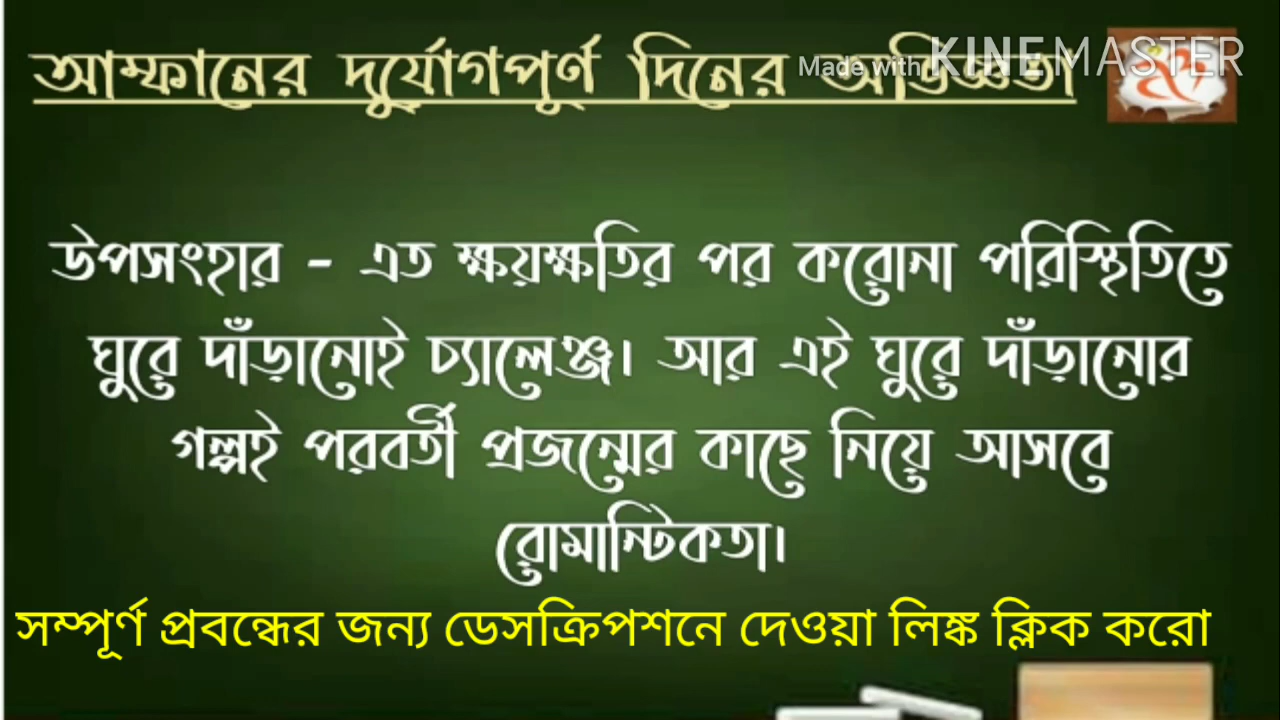 আম্ফানের দুর্যোগপূর্ণ দিনের অভিজ্ঞতা
Made with KINEMASTER
উপসংহার - এত ক্ষয়ক্ষতির পর করোনা পরিস্থিতিতে
ঘুরে দাঁড়ানোই চ্যালেঞ্জ। আর এই ঘুরে দাঁড়ানোর
গল্পই পরবর্তী প্রজন্মের কাছে নিয়ে আসবে
রোমান্টিকতা।
সম্পূর্ণ প্রবন্ধের জন্য ডেসক্রিপশনে দেওয়া লিঙ্ক ক্লিক করো